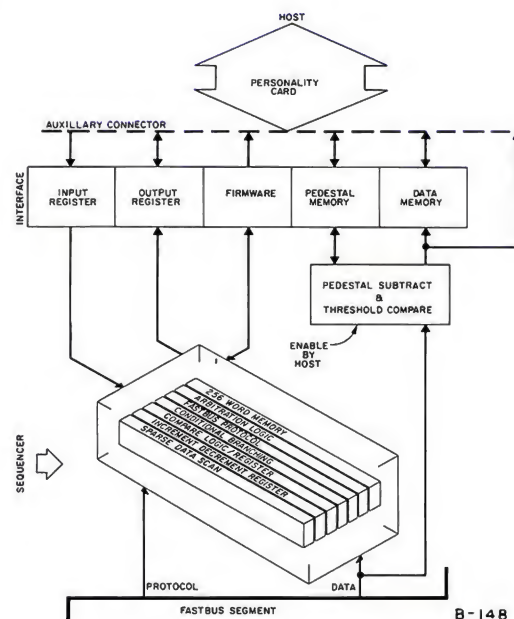 HOST
PERSONALITY
CARD
AUXILLARY CONNECTOR
INTERFACE
INPUT
REGISTER
OUTPUT
REGISTER
FIRMWARE
PEDESTAL
MEMORY
DATA
MEMORY
PEDESTAL SUBTRACT
&
THRESHOLD COMPARE
ENABLE
BY
HOST
SEQUENCER
256 WORD MEMORY
ARBITRATION LOGIC
FASTBUS PROTOCOL
CONDITIONAL BRANCHING
COMPARE LOGIC/REGISTER
INCREMENT DECREMENT REGISTER
SPARSE DATA SCAN
PROTOCOL
DATA
FASTBUS SEGMENT
B-148